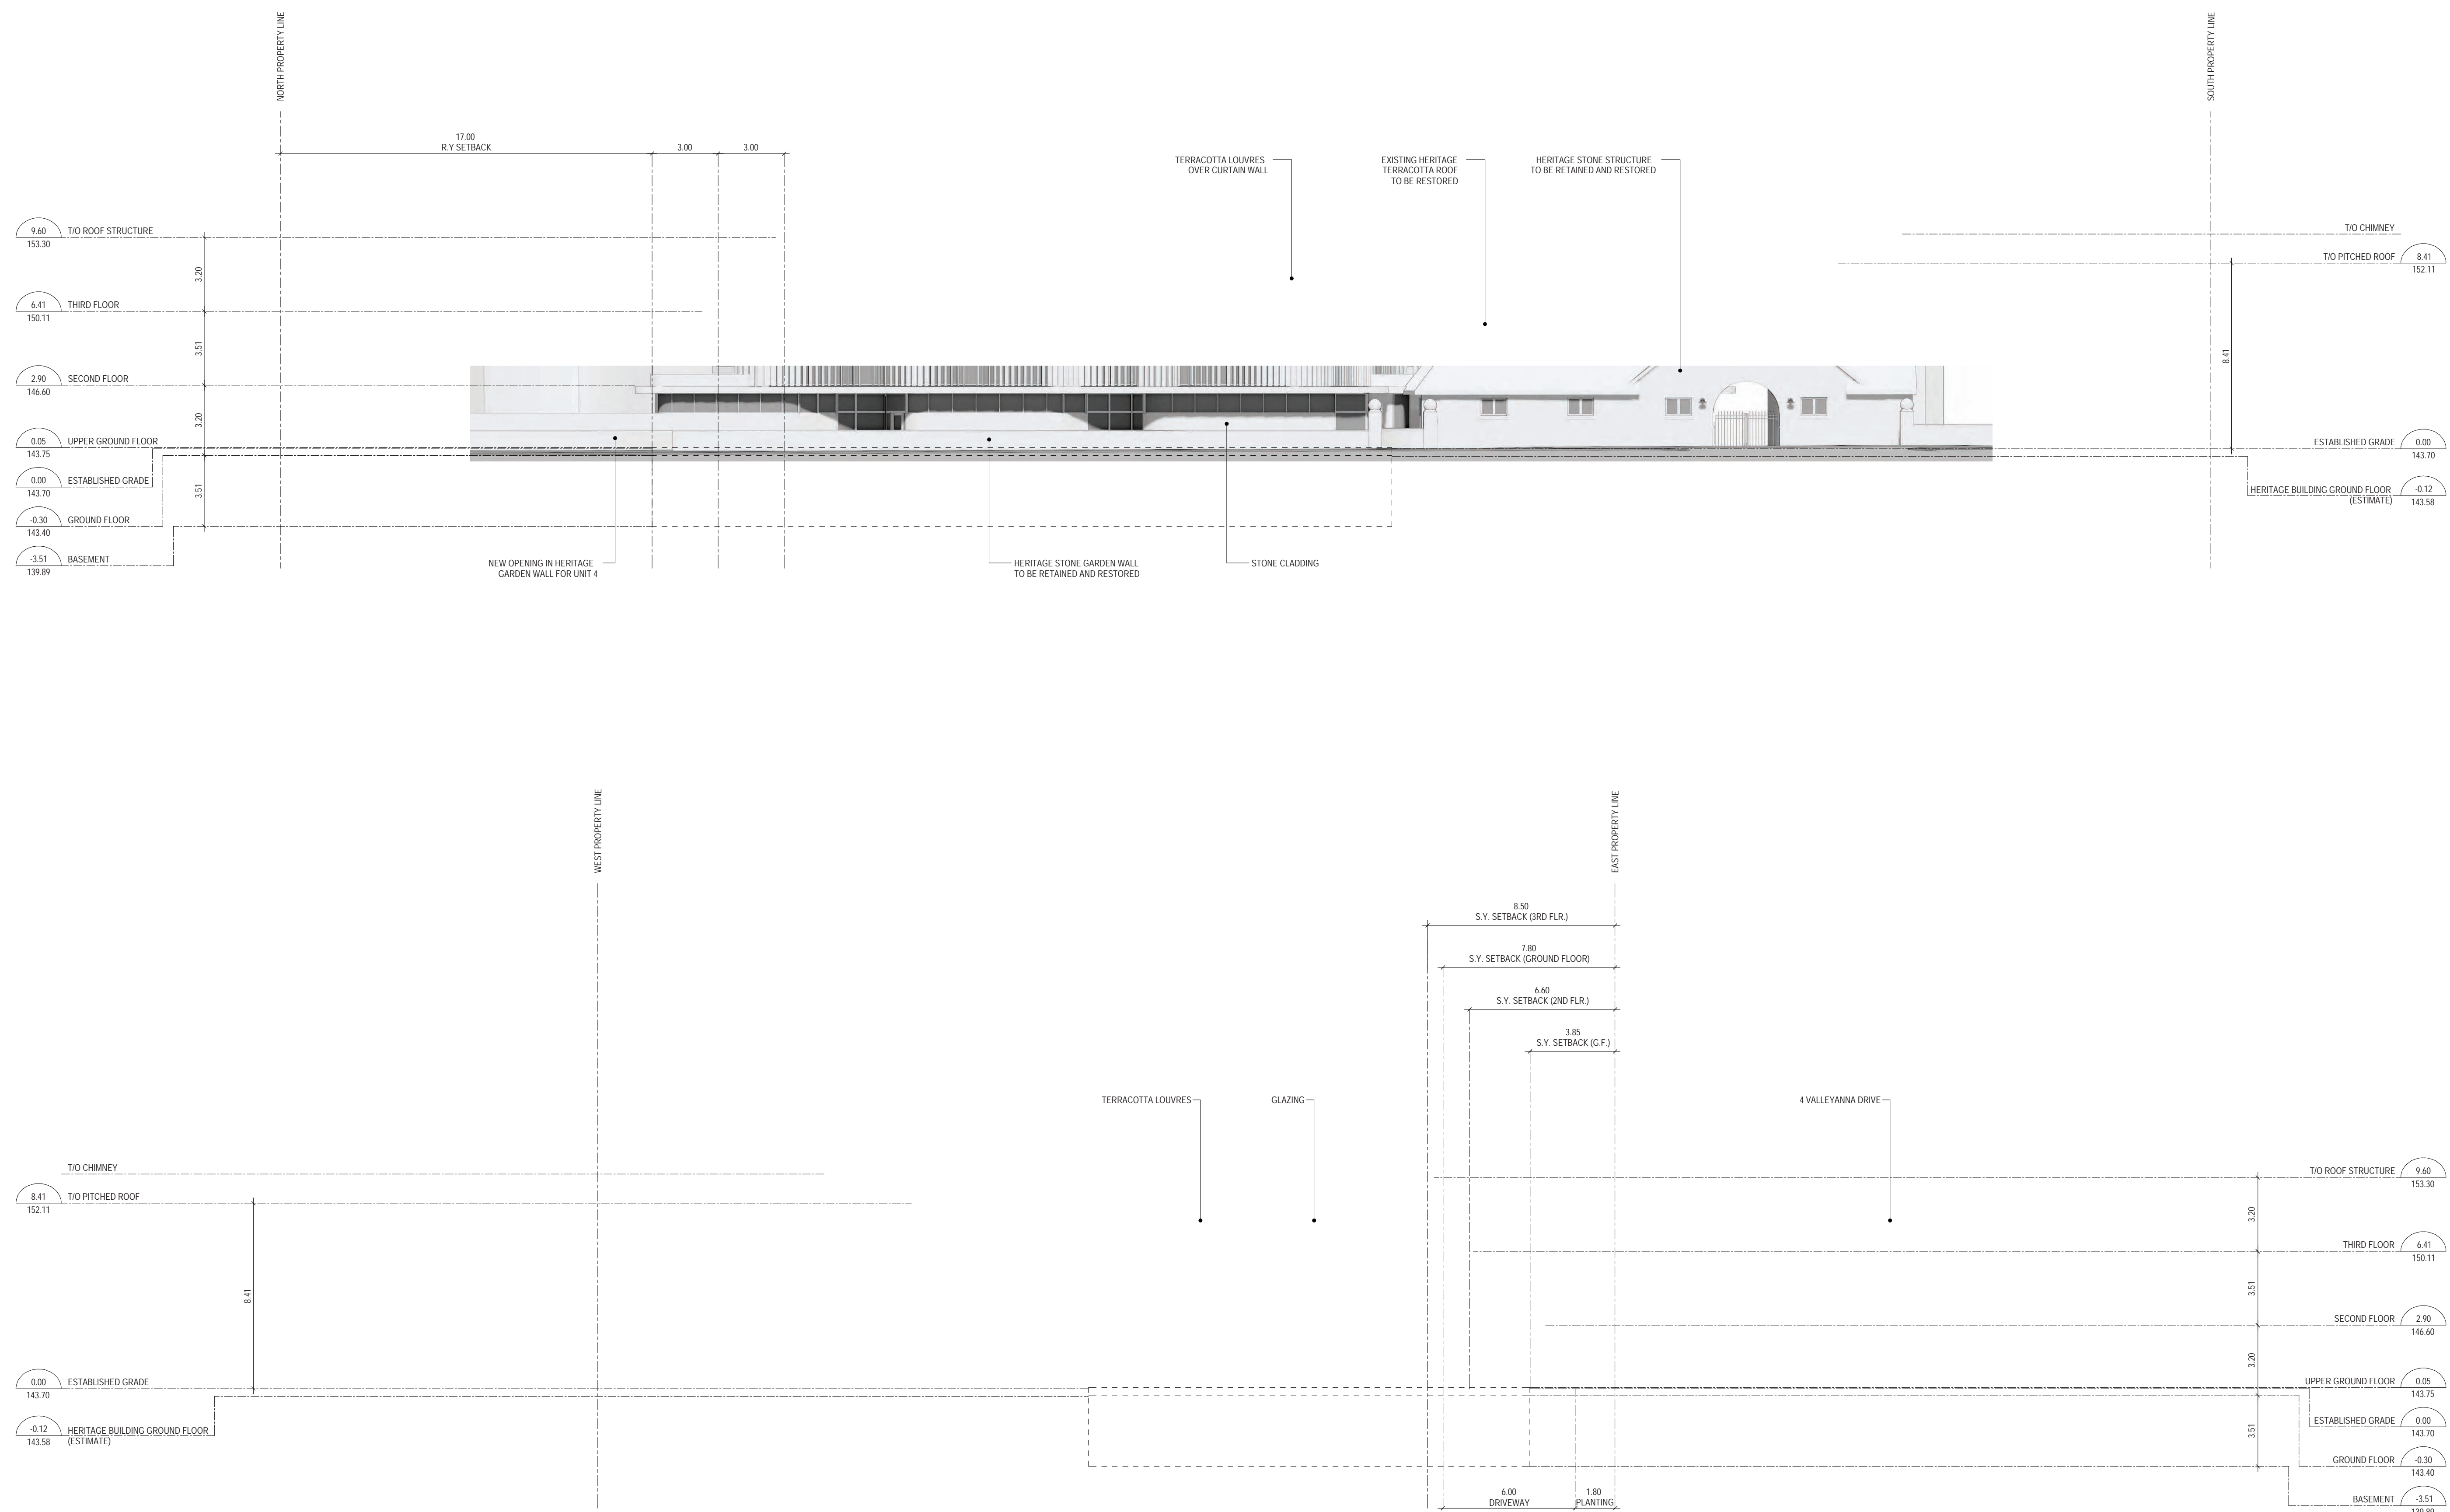 NORTH PROPERTY LINE
SOUTH PROPERTY LINE
17.00
R.Y SETBACK
3.00
3.00
TERRACOTTA LOUVRES
OVER CURTAIN WALL
EXISTING HERITAGE
TERRACOTTA ROOF
TO BE RESTORED
HERITAGE STONE STRUCTURE
TO BE RETAINED AND RESTORED
9.60
T/O ROOF STRUCTURE
153.30
3.20
6.41
THIRD FLOOR
150.11
3.51
2.90
SECOND FLOOR
146.60
3.20
0.05
UPPER GROUND FLOOR
143.75
0.00
ESTABLISHED GRADE
143.70
3.51
-0.30
GROUND FLOOR
143.40
-3.51
BASEMENT
139.89
T/O CHIMNEY
T/O PITCHED ROOF
8.41
152.11
8.41
ESTABLISHED GRADE
0.00
143.70
HERITAGE BUILDING GROUND FLOOR
(ESTIMATE)
-0.12
143.58
NEW OPENING IN HERITAGE
GARDEN WALL FOR UNIT 4
HERITAGE STONE GARDEN WALL
TO BE RETAINED AND RESTORED
STONE CLADDING
WEST PROPERTY LINE
EAST PROPERTY LINE
8.50
S.Y. SETBACK (3RD FLR.)
7.80
S.Y. SETBACK (GROUND FLOOR)
6.60
S.Y. SETBACK (2ND FLR.)
3.85
S.Y. SETBACK (G.F.)
TERRACOTTA LOUVRES
GLAZING
4 VALLEYANNA DRIVE
T/O CHIMNEY
8.41
T/O PITCHED ROOF
152.11
8.41
0.00
ESTABLISHED GRADE
143.70
-0.12
HERITAGE BUILDING GROUND FLOOR
143.58
(ESTIMATE)
T/O ROOF STRUCTURE
9.60
153.30
3.20
THIRD FLOOR
6.41
150.11
3.51
SECOND FLOOR
2.90
146.60
3.20
UPPER GROUND FLOOR
0.05
143.75
ESTABLISHED GRADE
0.00
143.70
3.51
GROUND FLOOR
-0.30
143.40
6.00
DRIVEWAY
1.80
PLANTING
BASEMENT
-3.51